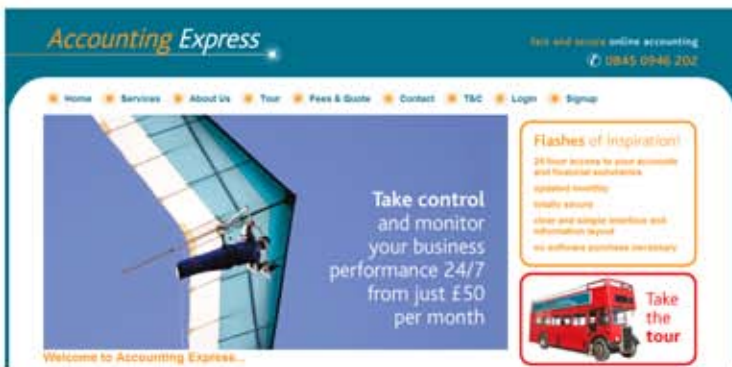 Accounting Express
fast and secure online accounting
0845 0946 202
Home Services About Us Tour Fees & Quote Contact T&C Login Signup
Take control
and monitor
your business
performance 24/7
from just £50
per month
Flashes of inspiration!
24 hour access to your accounts
and financial assistance
updated monthly
totally secure
clear and simple interface and
information layout
no software purchase necessary
Take
the
tour
Welcome to Accounting Express...